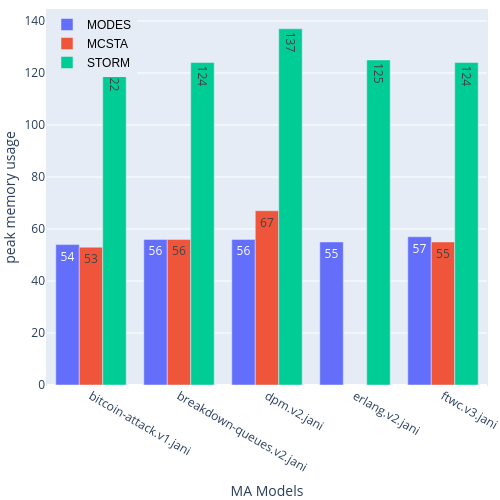 MODES
MCSTA
STORM
140
120
100
80
60
40
20
0
peak memory usage
54
53
22
56
56
124
56
67
137
55
125
57
55
124
bitcoin-attack.v1.jani
breakdown-queues.v2.jani
dpm.v2.jani
erlang.v2.jani
ftwc.v3.jani
MA Models